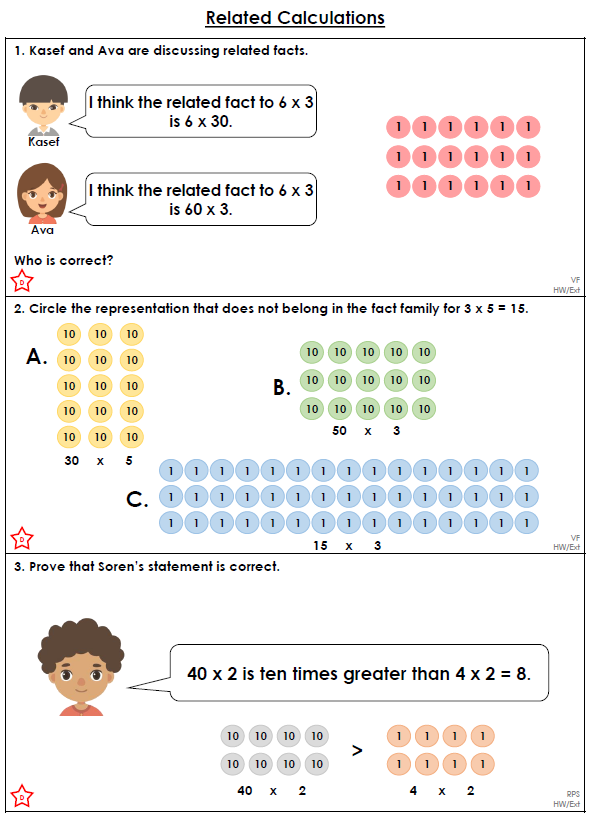 Related Calculations
1. Kasef and Ava are discussing related facts.
I think the related fact to 6 x 3
is 6 x 30.
Kasef
1 1 1 1 1 1
1 1 1 1 1 1
1 1 1 1 1 1
I think the related fact to 6 x 3
is 60 x 3.
Ava
Who is correct?
D
VF
HW/Ext
2. Circle the representation that does not belong in the fact family for 3 x 5 = 15.
A.
10 10 10
10 10 10
10 10 10
10 10 10
10 10 10
30 x 5
B.
10 10 10 10 10
10 10 10 10 10
10 10 10 10 10
50 x 3
C.
1 1 1 1 1 1 1 1 1 1 1 1 1 1 1
1 1 1 1 1 1 1 1 1 1 1 1 1 1 1
1 1 1 1 1 1 1 1 1 1 1 1 1 1 1
15 x 3
D
VF
HW/Ext
3. Prove that Soren’s statement is correct.
40 x 2 is ten times greater than 4 x 2 = 8.
10 10 10 10
10 10 10 10
40 x 2
>
1 1 1 1
1 1 1 1
4 x 2
D
RPS
HW/Ext